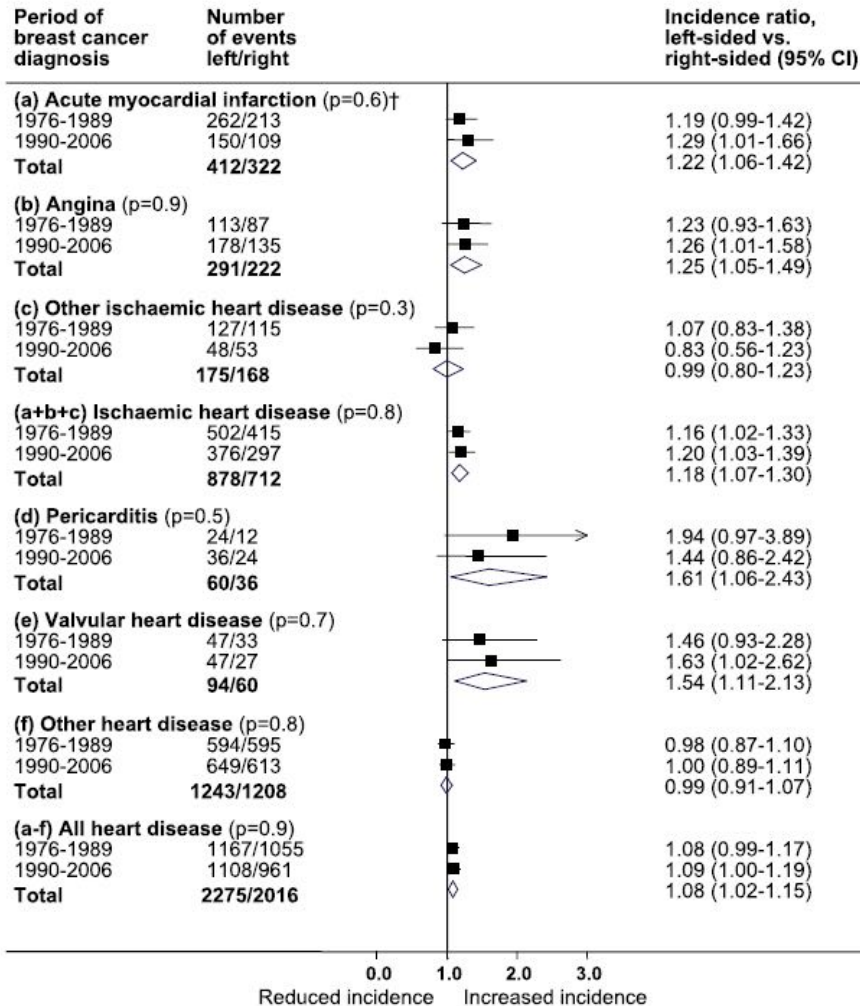 Period of breast cancer diagnosis Number of events left/right Incidence ratio, left-sided vs. right-sided (95% CI)
(a) Acute myocardial infarction (p=0.6)†
1976-1989 262/213 1.19 (0.99-1.42)
1990-2006 150/109 1.29 (1.01-1.66)
Total 412/322 1.22 (1.06-1.42)
(b) Angina (p=0.9)
1976-1989 113/87 1.23 (0.93-1.63)
1990-2006 178/135 1.26 (1.01-1.58)
Total 291/222 1.25 (1.05-1.49)
(c) Other ischaemic heart disease (p=0.3)
1976-1989 127/115 1.07 (0.83-1.38)
1990-2006 48/53 0.83 (0.56-1.23)
Total 175/168 0.99 (0.80-1.23)
(a+b+c) Ischaemic heart disease (p=0.8)
1976-1989 502/415 1.16 (1.02-1.33)
1990-2006 376/297 1.20 (1.03-1.39)
Total 878/712 1.18 (1.07-1.30)
(d) Pericarditis (p=0.5)
1976-1989 24/12 1.94 (0.97-3.89)
1990-2006 36/24 1.44 (0.86-2.42)
Total 60/36 1.61 (1.06-2.43)
(e) Valvular heart disease (p=0.7)
1976-1989 47/33 1.46 (0.93-2.28)
1990-2006 47/27 1.63 (1.02-2.62)
Total 94/60 1.54 (1.11-2.13)
(f) Other heart disease (p=0.8)
1976-1989 594/595 0.98 (0.87-1.10)
1990-2006 649/613 1.00 (0.89-1.11)
Total 1243/1208 0.99 (0.91-1.07)
(a-f) All heart disease (p=0.9)
1976-1989 1167/1055 1.08 (0.99-1.17)
1990-2006 1108/961 1.09 (1.00-1.19)
Total 2275/2016 1.08 (1.02-1.15)
0.0 1.0 2.0 3.0
Reduced incidence Increased incidence